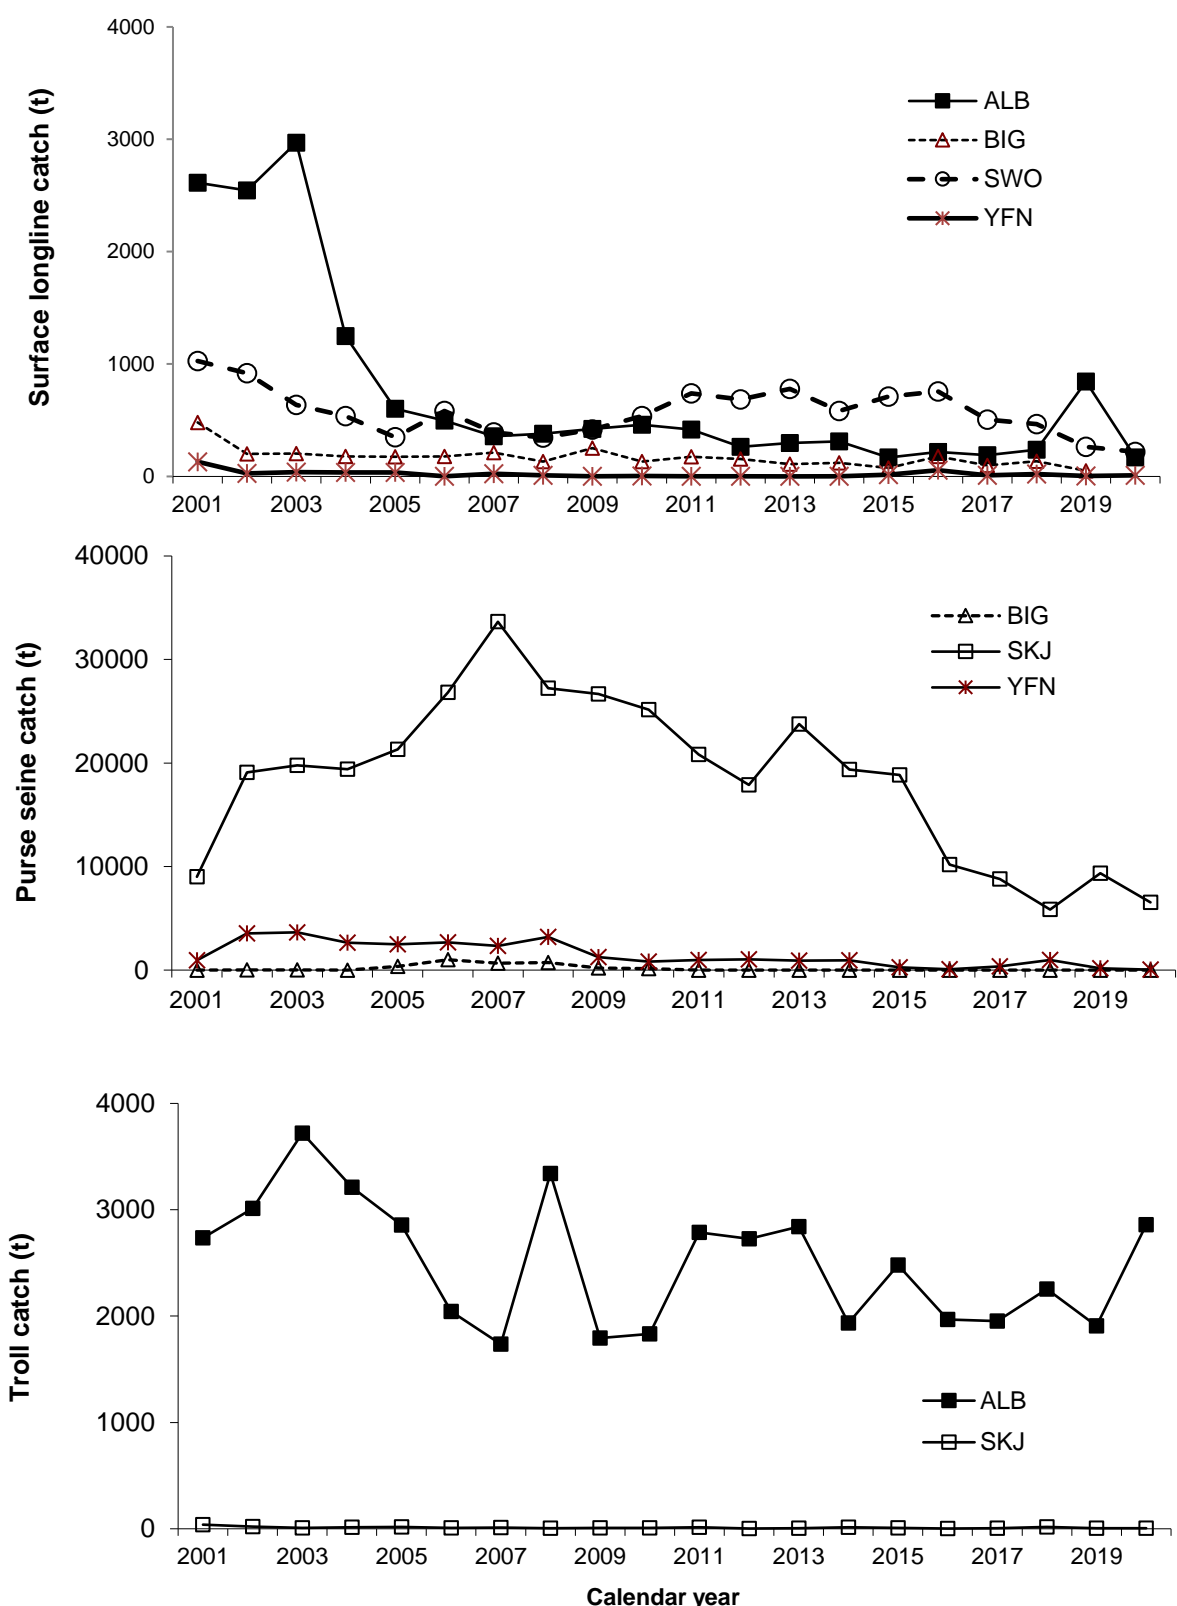 Surface longline catch (t)
4000
3000
2000
1000
0
2001 2003 2005 2007 2009 2011 2013 2015 2017 2019
ALB
BIG
SWO
YFN
Purse seine catch (t)
40000
30000
20000
10000
0
2001 2003 2005 2007 2009 2011 2013 2015 2017 2019
BIG
SKJ
YFN
Troll catch (t)
4000
3000
2000
1000
0
2001 2003 2005 2007 2009 2011 2013 2015 2017 2019
ALB
SKJ
Calendar year